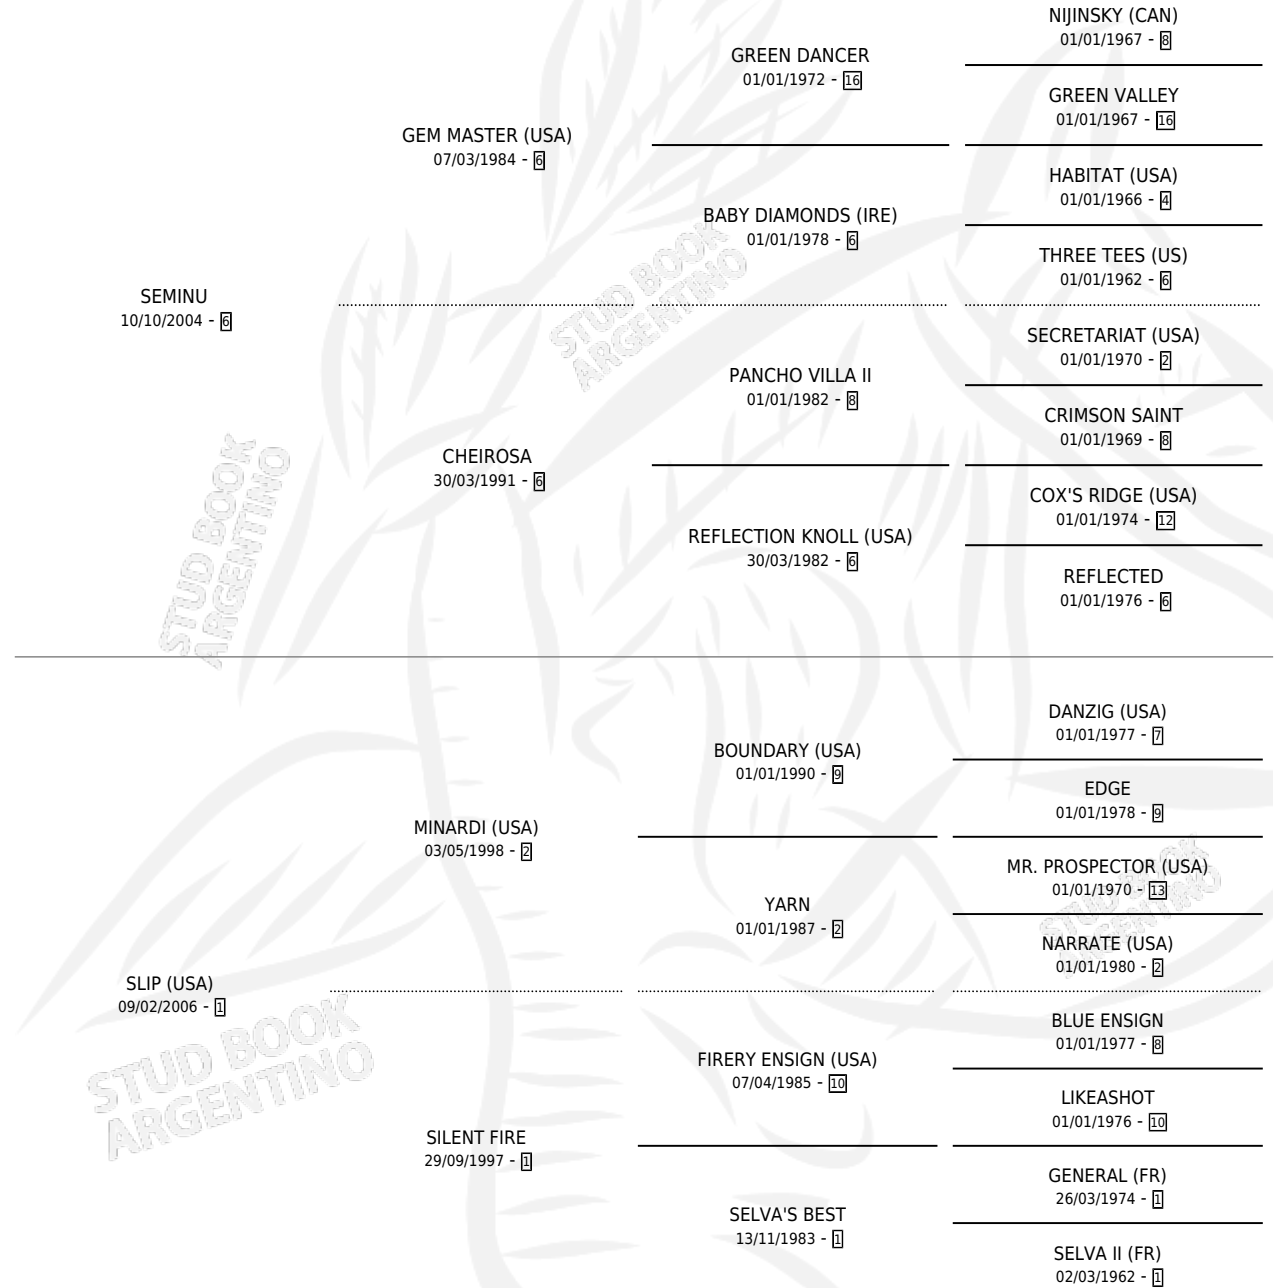 NIJINSKY (CAN)
01/01/1967 - 8
GREEN DANCER
01/01/1972 - 16
GREEN VALLEY
01/01/1967 - 16
GEM MASTER (USA)
07/03/1984 - 6
HABITAT (USA)
01/01/1966 - 4
BABY DIAMONDS (IRE)
01/01/1978 - 6
THREE TEES (US)
01/01/1962 - 6
SEMINU
10/10/2004 - 6
SECRETARIAT (USA)
01/01/1970 - 2
PANCHO VILLA II
01/01/1982 - 8
CRIMSON SAINT
01/01/1969 - 8
CHEIROSA
30/03/1991 - 6
COX'S RIDGE (USA)
01/01/1974 - 12
REFLECTION KNOLL (USA)
30/03/1982 - 6
REFLECTED
01/01/1976 - 6
STUD BOOK
ARGENTINO
STUD BOOK
ARGENTINO
DANZIG (USA)
01/01/1977 - 7
BOUNDARY (USA)
01/01/1990 - 9
EDGE
01/01/1978 - 9
MINARDI (USA)
03/05/1998 - 2
MR. PROSPECTOR (USA)
01/01/1970 - 13
YARN
01/01/1987 - 2
NARRATE (USA)
01/01/1980 - 2
SLIP (USA)
09/02/2006 - 1
BLUE ENSIGN
01/01/1977 - 8
FIRERY ENSIGN (USA)
07/04/1985 - 10
LIKEASHOT
01/01/1976 - 10
SILENT FIRE
29/09/1997 - 1
GENERAL (FR)
26/03/1974 - 1
SELVA'S BEST
13/11/1983 - 1
SELVA II (FR)
02/03/1962 - 1
STUD BOOK
ARGENTINO
STUD BOOK
ARGENTINO